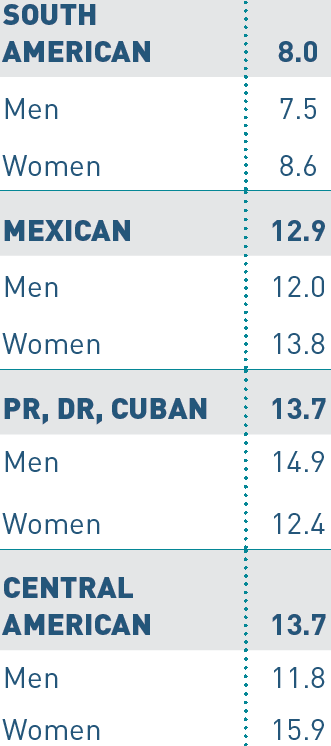 SOUTH
AMERICAN 8.0
Men 7.5
Women 8.6
MEXICAN 12.9
Men 12.0
Women 13.8
PR, DR, CUBAN 13.7
Men 14.9
Women 12.4
CENTRAL
AMERICAN 13.7
Men 11.8
Women 15.9